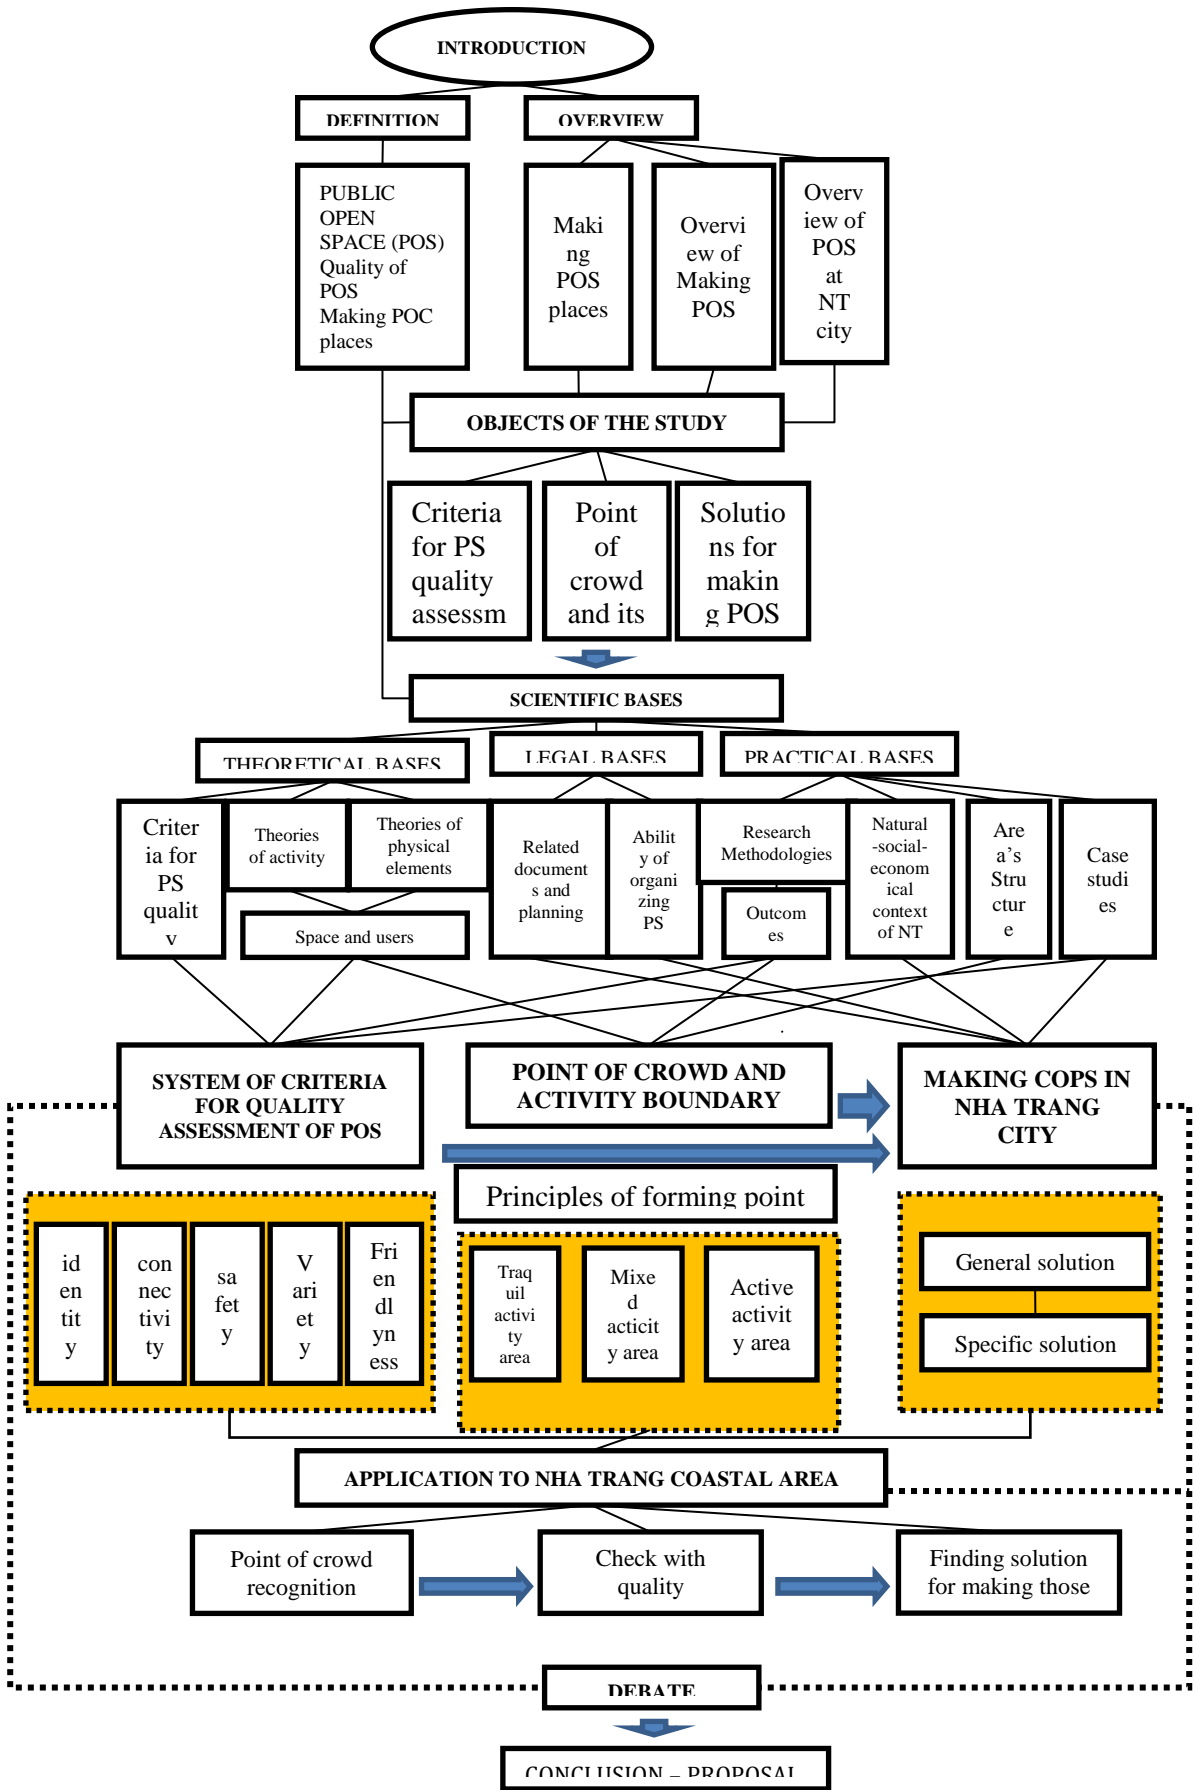 INTRODUCTION
DEFINITION
OVERVIEW
PUBLIC
OPEN
SPACE (POS)
Quality of
POS
Making POC
places
Maki
ng
POS
places
Overvi
ew of
Making
POS
Overv
iew of
POS
at
NT
city
OBJECTS OF THE STUDY
Criteria
for PS
quality
assessm
Point
of
crowd
and its
Solutio
ns for
makin
g POS
SCIENTIFIC BASES
THEORETICAL BASES
LEGAL BASES
PRACTICAL BASES
Criter
ia for
PS
qualit
y
Theories
of activity
Theories of
physical
elements
Space and users
Related
document
s and
planning
Abilit
y of
organi
zing
PS
Research
Methodologies
Outcom
es
Natural
-social-
econom
ical
context
of NT
Are
a's
Stru
ctur
e
Case
studi
es
SYSTEM OF CRITERIA
FOR QUALITY
ASSESSMENT OF POS
POINT OF CROWD AND
ACTIVITY BOUNDARY
MAKING COPS IN
NHA TRANG
CITY
Principles of forming point
id
en
tit
y
con
nec
tivi
ty
sa
fet
y
V
ari
et
y
Fri
en
dl
yn
ess
Traq
uil
activi
ty
area
Mixe
d
acticit
y area
Active
activit
y area
General solution
Specific solution
APPLICATION TO NHA TRANG COASTAL AREA
Point of crowd
recognition
Check with
quality
Finding solution
for making those
DEBATE
CONCLUSION – PROPOSAL